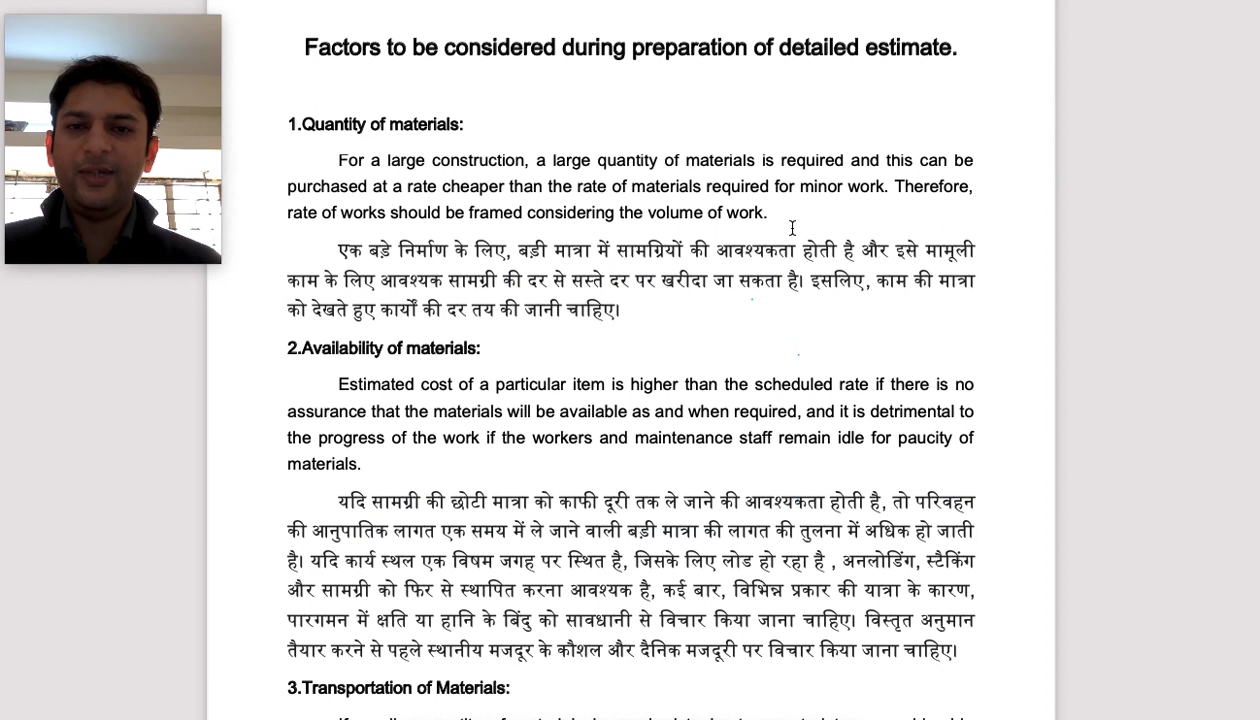 Factors to be considered during preparation of detailed estimate.
1.Quantity of materials:
For a large construction, a large quantity of materials is required and this can be
purchased at a rate cheaper than the rate of materials required for minor work. Therefore,
rate of works should be framed considering the volume of work.
एक बड़े निर्माण के लिए, बड़ी मात्रा में सामग्रियों की आवश्यकता होती है और इसे मामूली
काम के लिए आवश्यक सामग्री की दर से सस्ते दर पर खरीदा जा सकता है। इसलिए, काम की मात्रा
को देखते हुए कार्यों की दर तय की जानी चाहिए।
2.Availability of materials:
Estimated cost of a particular item is higher than the scheduled rate if there is no
assurance that the materials will be available as and when required, and it is detrimental to
the progress of the work if the workers and maintenance staff remain idle for paucity of
materials.
यदि सामग्री की छोटी मात्रा को काफी दूरी तक ले जाने की आवश्यकता होती है, तो परिवहन
की आनुपातिक लागत एक समय में ले जाने वाली बड़ी मात्रा की लागत की तुलना में अधिक हो जाती
है। यदि कार्य स्थल एक विषम जगह पर स्थित है, जिसके लिए लोड हो रहा है , अनलोडिंग, स्टैकिंग
और सामग्री को फिर से स्थापित करना आवश्यक है, कई बार, विभिन्न प्रकार की यात्रा के कारण,
पारगमन में क्षति या हानि के बिंदु को सावधानी से विचार किया जाना चाहिए। विस्तृत अनुमान
तैयार करने से पहले स्थानीय मजदूर के कौशल और दैनिक मजदूरी पर विचार किया जाना चाहिए।
3.Transportation of Materials: